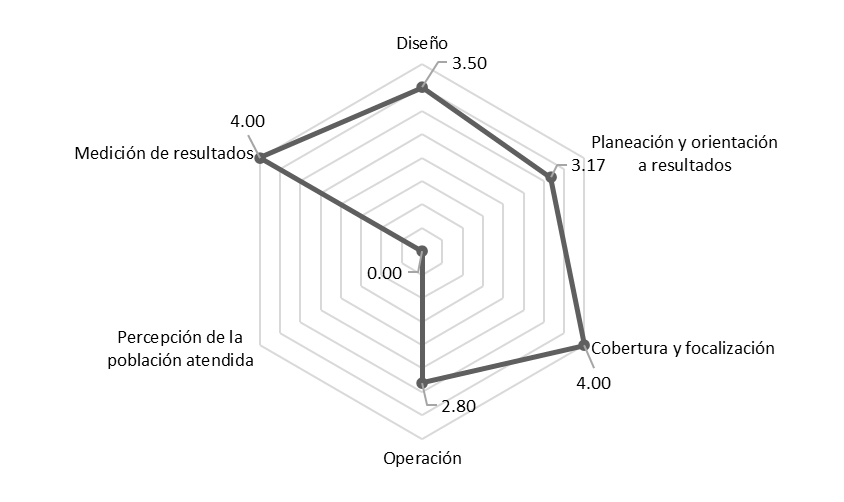 Diseño
3.50
4.00
Medición de resultados
Planeación y orientación
a resultados
3.17
0.00
Percepción de la
población atendida
Cobertura y focalización
4.00
2.80
Operación